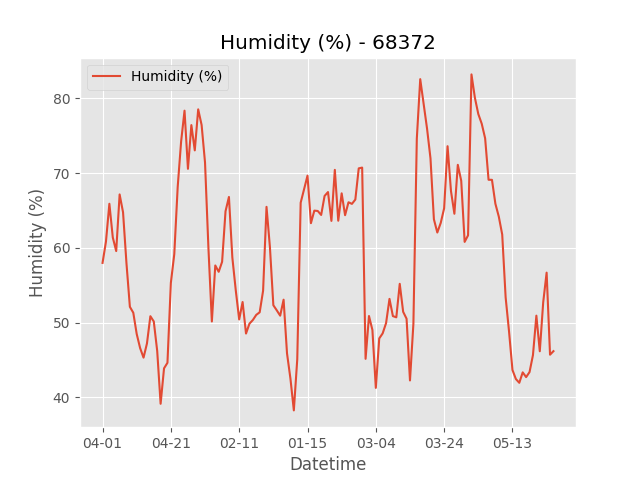 Humidity (%) - 68372
Humidity (%)
80
70
60
50
40
Humidity (%)
04-01 04-21 02-11 01-15 03-04 03-24 05-13
Datetime